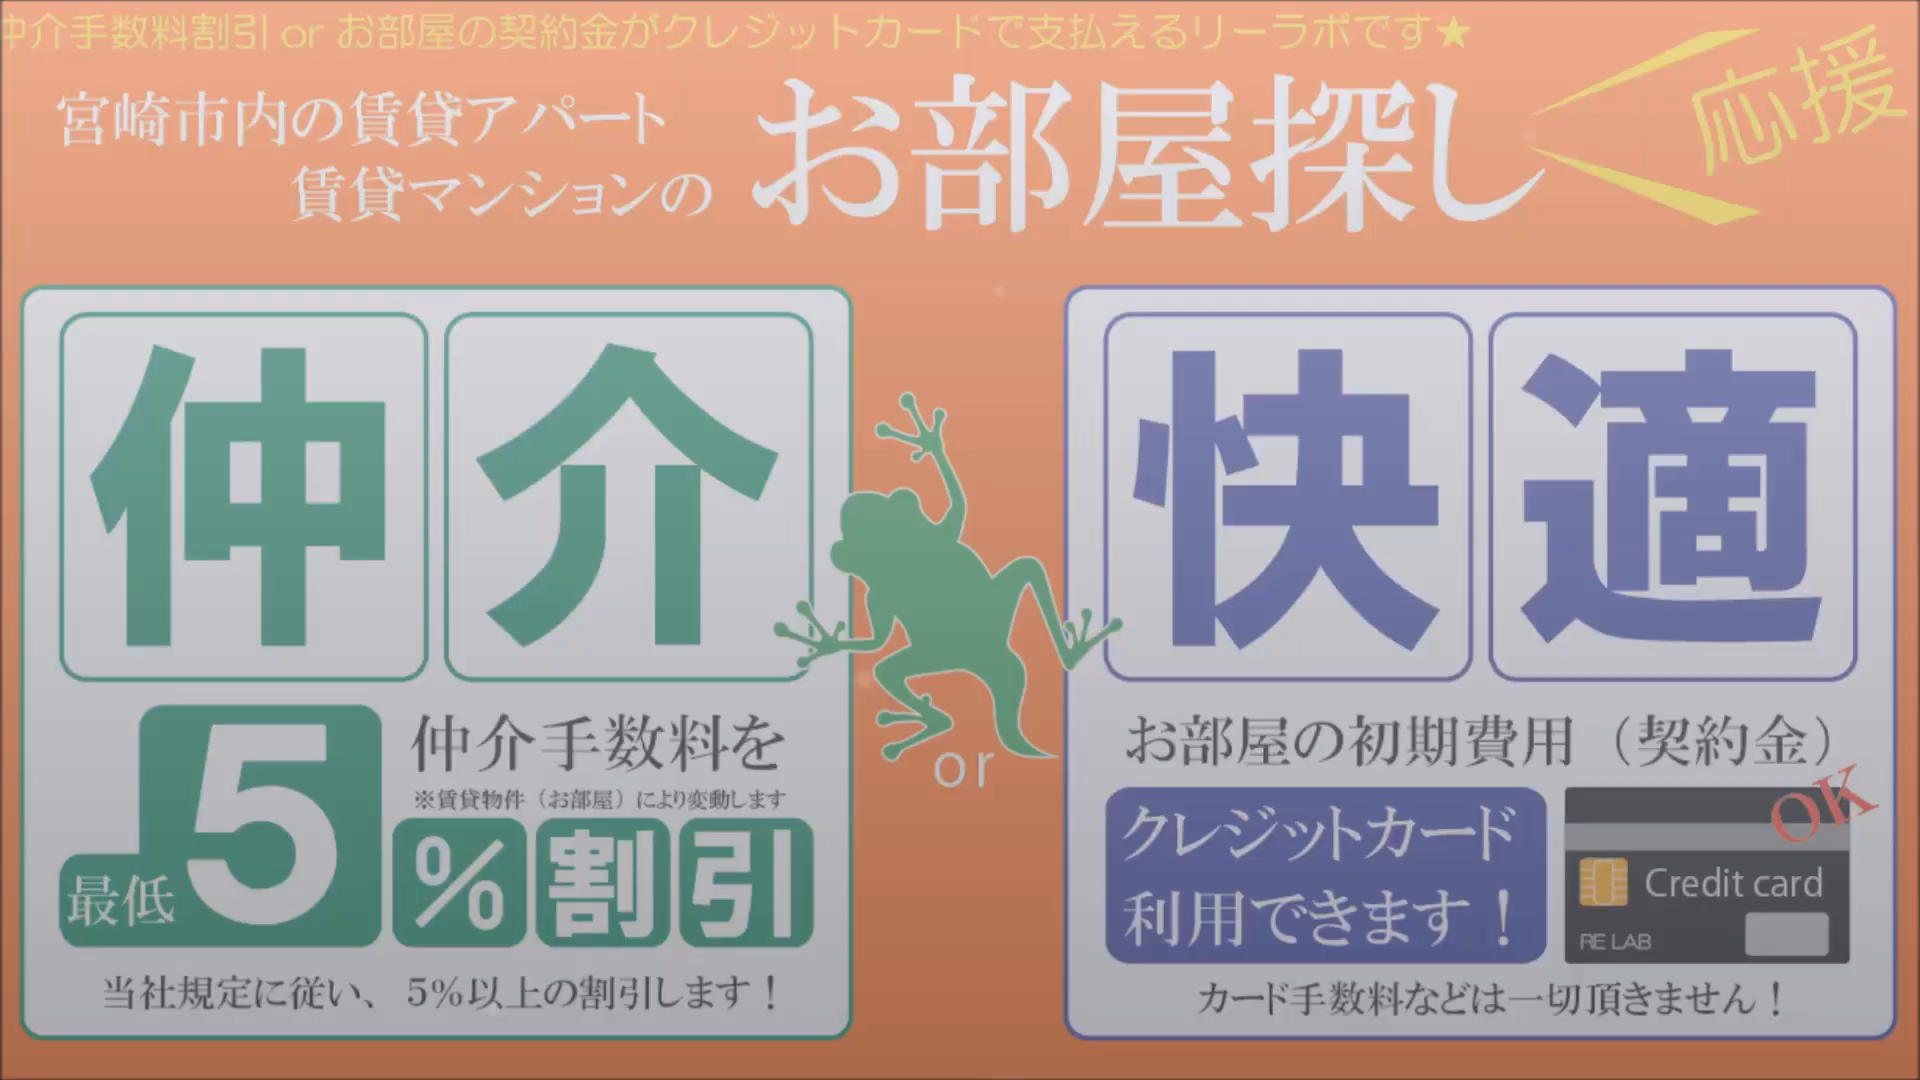 仲介手数料割引 or お部屋の契約金がクレジットカードで支払えるリーラボです★
宮崎市内の賃貸アパート
賃貸マンションの
お部屋探し
応援
仲介
仲介手数料を
※賃貸物件（お部屋）により変動します
最低5%割引
当社規定に従い、5%以上の割引します！
or
快適
お部屋の初期費用（契約金）
クレジットカード
利用できます！
OK
Credit card
RE LAB
カード手数料などは一切頂きません！